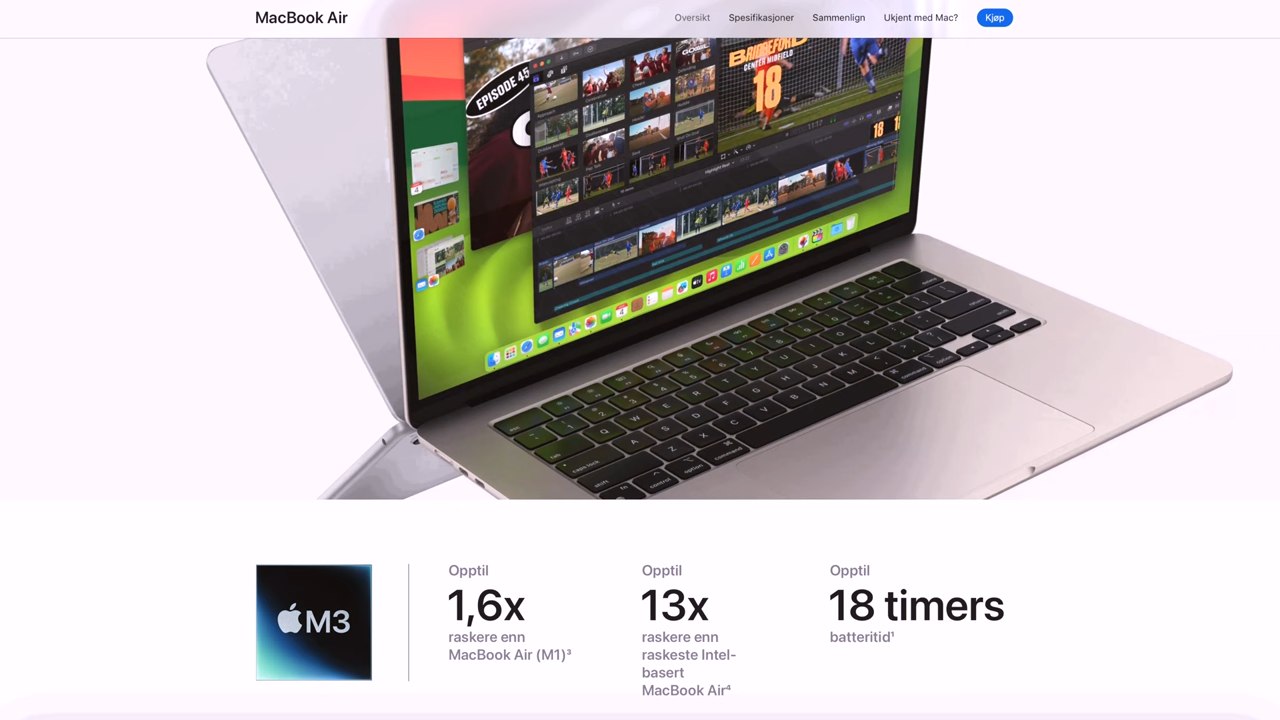 MacBook Air
Oversikt
Spesifikasjoner
Sammenlign
Ukjent med Mac?
Kjøp
EPISODE 45
BRIDGEFORD
CENTER MIDFIELD
18
M3
Opptil
1,6x
raskere enn
MacBook Air (M1)³
Opptil
13x
raskere enn
raskeste Intel-
basert
MacBook Air⁴
Opptil
18 timers
batteritid¹